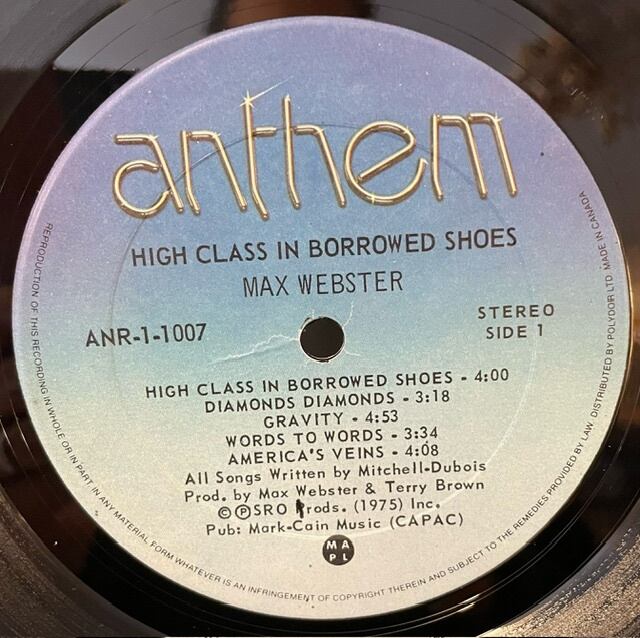 anthem
HIGH CLASS IN BORROWED SHOES
MAX WEBSTER
ANR-1-1007
STEREO
SIDE 1
HIGH CLASS IN BORROWED SHOES - 4:00
DIAMONDS DIAMONDS - 3:18
GRAVITY - 4:53
WORDS TO WORDS - 3:34
AMERICA'S VEINS - 4:08
All Songs Written by Mitchell-Dubois
Prod. by Max Webster & Terry Brown
©℗SRO Prods. (1975) Inc.
Pub: Mark-Cain Music (CAPAC)
MA
PL
REPRODUCTION OF THIS RECORDING IN WHOLE OR IN PART IN ANY MATERIAL FORM WHATEVER IS AN INFRINGEMENT OF COPYRIGHT THEREIN AND SUBJECT TO THE REMEDIES PROVIDED BY LAW. DISTRIBUTED BY POLYDOR LTD. MADE IN CANADA